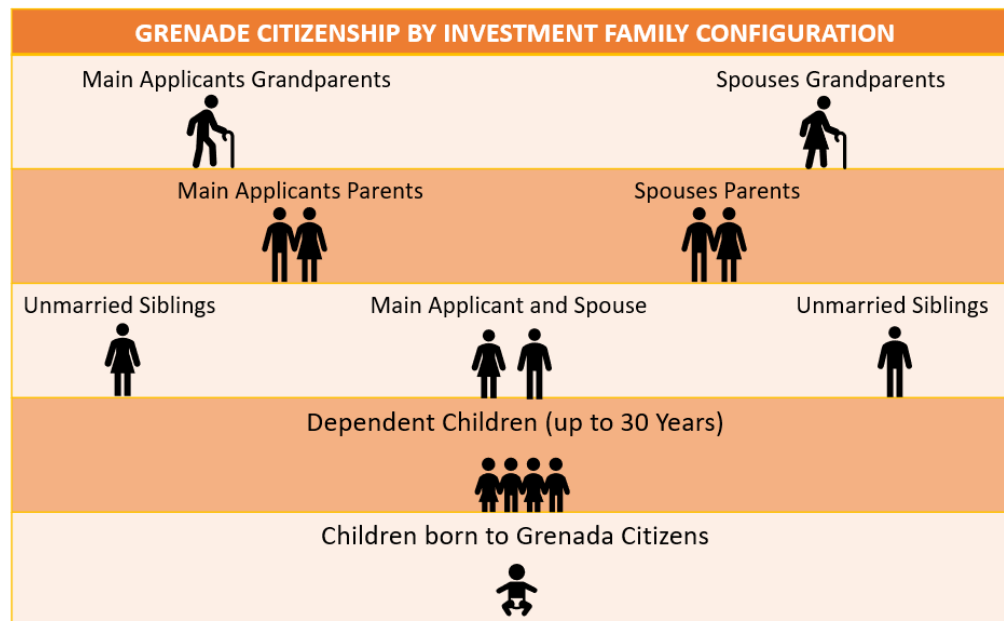 GRENADE CITIZENSHIP BY INVESTMENT FAMILY CONFIGURATION
Main Applicants Grandparents
Spouses Grandparents
Main Applicants Parents
Spouses Parents
Unmarried Siblings
Main Applicant and Spouse
Unmarried Siblings
Dependent Children (up to 30 Years)
Children born to Grenada Citizens